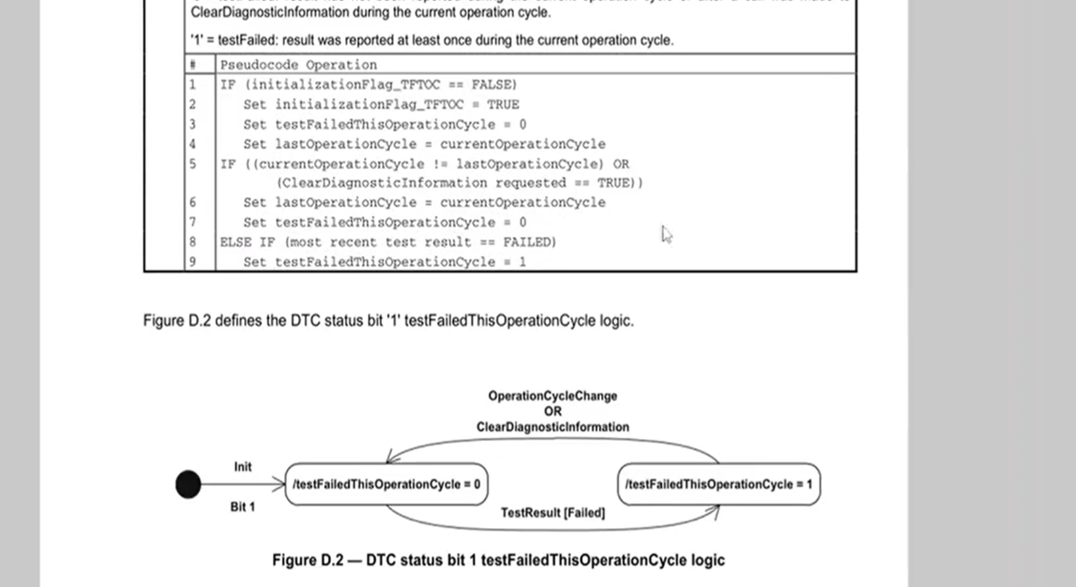 ClearDiagnosticInformation during the current operation cycle.
'1' = testFailed: result was reported at least once during the current operation cycle.
# Pseudocode Operation
1 IF (initializationFlag_TFTOC == FALSE)
2 Set initializationFlag_TFTOC = TRUE
3 Set testFailedThisOperationCycle = 0
4 Set lastOperationCycle = currentOperationCycle
5 IF ((currentOperationCycle != lastOperationCycle) OR
(ClearDiagnosticInformation requested == TRUE))
6 Set lastOperationCycle = currentOperationCycle
7 Set testFailedThisOperationCycle = 0
8 ELSE IF (most recent test result == FAILED)
9 Set testFailedThisOperationCycle = 1
Figure D.2 defines the DTC status bit '1' testFailedThisOperationCycle logic.
OperationCycleChange
OR
ClearDiagnosticInformation
Init
/testFailedThisOperationCycle = 0
/testFailedThisOperationCycle = 1
Bit 1
TestResult [Failed]
Figure D.2 — DTC status bit 1 testFailedThisOperationCycle logic